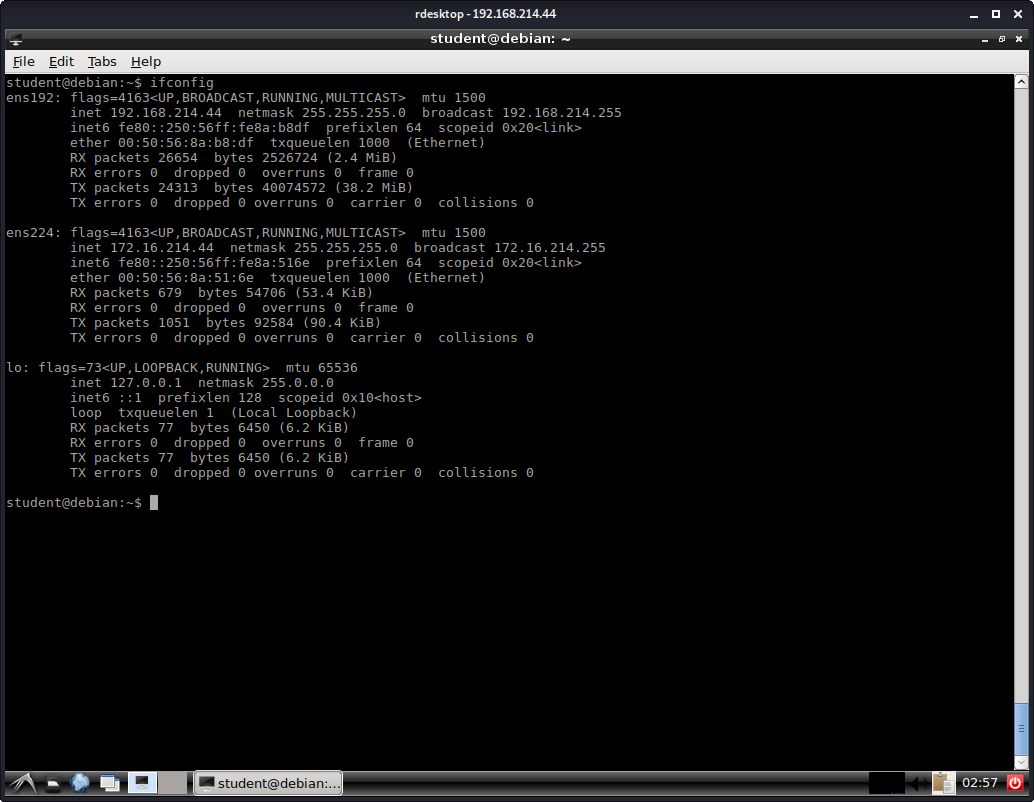 rdesktop - 192.168.214.44
student@debian: ~
File Edit Tabs Help
student@debian:~$ ifconfig
ens192: flags=4163<UP,BROADCAST,RUNNING,MULTICAST>  mtu 1500
        inet 192.168.214.44  netmask 255.255.255.0  broadcast 192.168.214.255
        inet6 fe80::250:56ff:fe8a:b8df  prefixlen 64  scopeid 0x20<link>
        ether 00:50:56:8a:b8:df  txqueuelen 1000  (Ethernet)
        RX packets 26654  bytes 2526724 (2.4 MiB)
        RX errors 0  dropped 0  overruns 0  frame 0
        TX packets 24313  bytes 40074572 (38.2 MiB)
        TX errors 0  dropped 0 overruns 0  carrier 0  collisions 0
ens224: flags=4163<UP,BROADCAST,RUNNING,MULTICAST>  mtu 1500
        inet 172.16.214.44  netmask 255.255.255.0  broadcast 172.16.214.255
        inet6 fe80::250:56ff:fe8a:516e  prefixlen 64  scopeid 0x20<link>
        ether 00:50:56:8a:51:6e  txqueuelen 1000  (Ethernet)
        RX packets 679  bytes 54706 (53.4 KiB)
        RX errors 0  dropped 0  overruns 0  frame 0
        TX packets 1051  bytes 92584 (90.4 KiB)
        TX errors 0  dropped 0 overruns 0  carrier 0  collisions 0
lo: flags=73<UP,LOOPBACK,RUNNING>  mtu 65536
        inet 127.0.0.1  netmask 255.0.0.0
        inet6 ::1  prefixlen 128  scopeid 0x10<host>
        loop  txqueuelen 1  (Local Loopback)
        RX packets 77  bytes 6450 (6.2 KiB)
        RX errors 0  dropped 0  overruns 0  frame 0
        TX packets 77  bytes 6450 (6.2 KiB)
        TX errors 0  dropped 0 overruns 0  carrier 0  collisions 0
student@debian:~$
student@debian:... 02:57